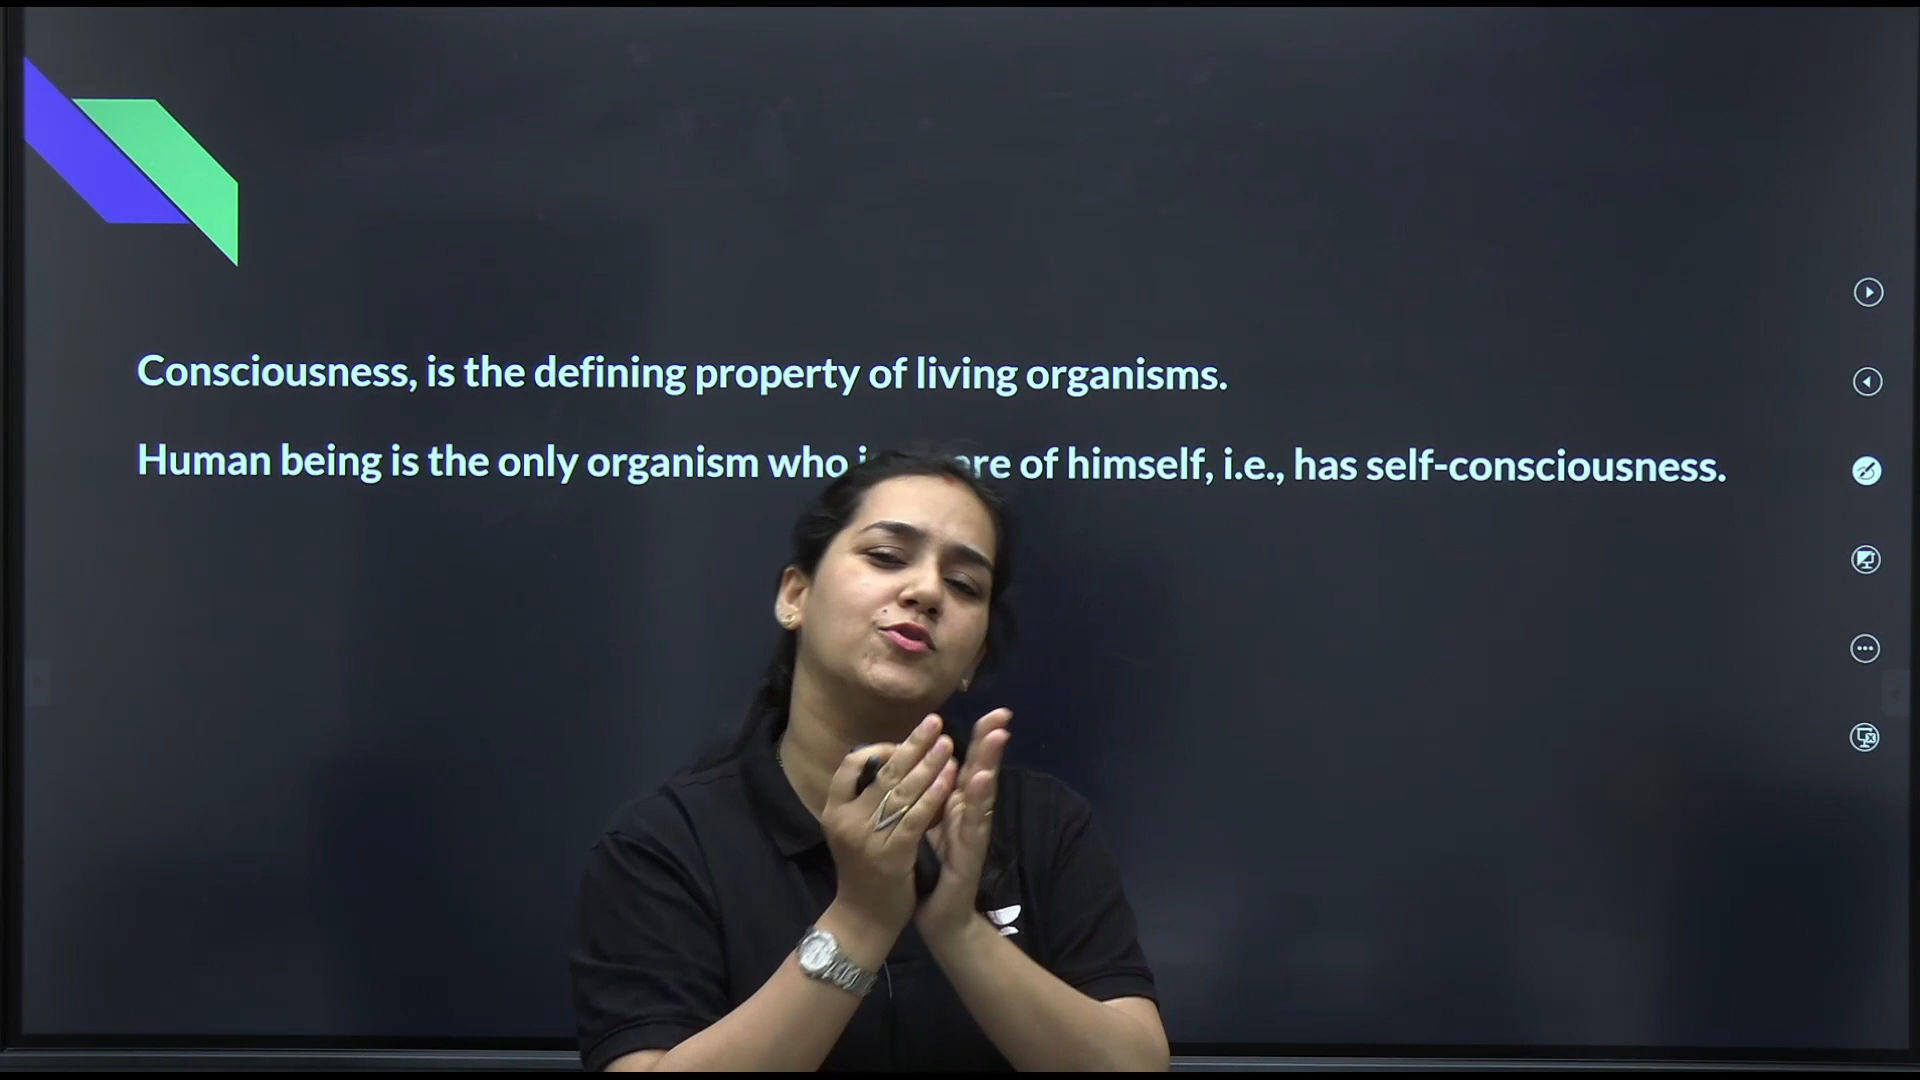 Consciousness, is the defining property of living organisms.
Human being is the only organism who of himself, i.e., has self-consciousness.